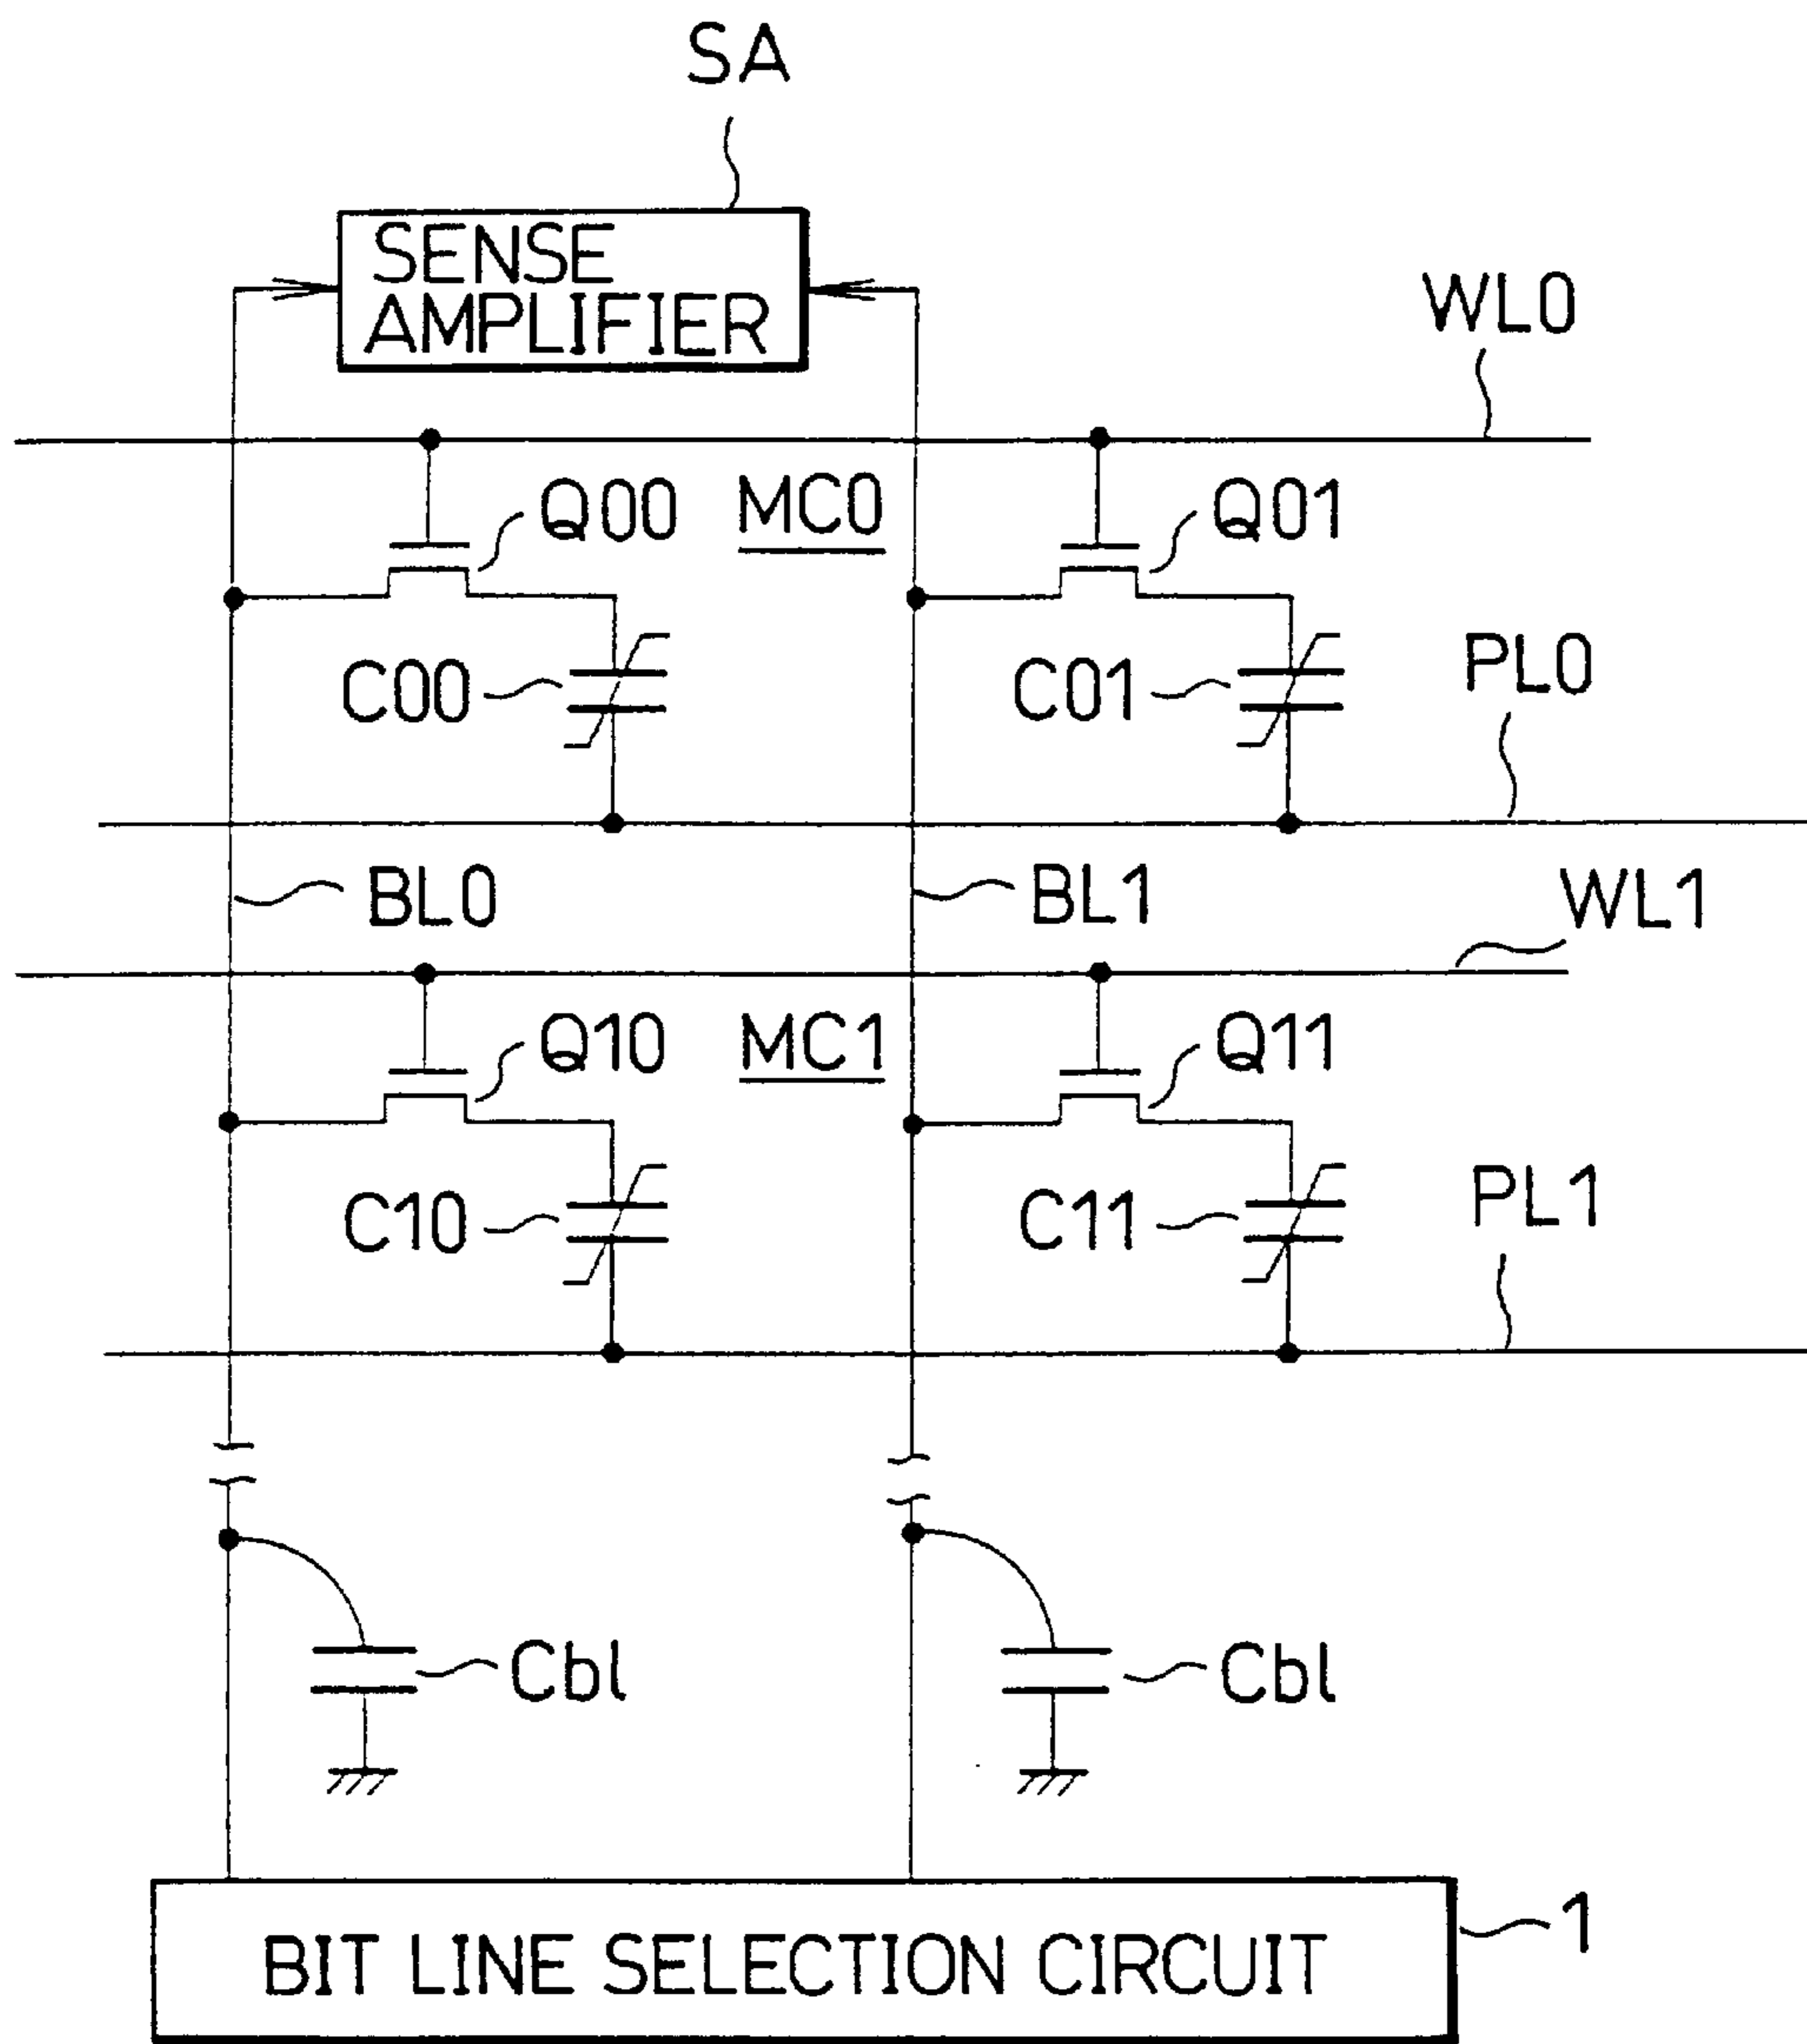 SA
SENSE
AMPLIFIER
WL0
Q00
MC0
Q01
C00
C01
PL0
BL0
BL1
WL1
Q10
MC1
Q11
C10
C11
PL1
Cbl
Cbl
BIT LINE SELECTION CIRCUIT
1